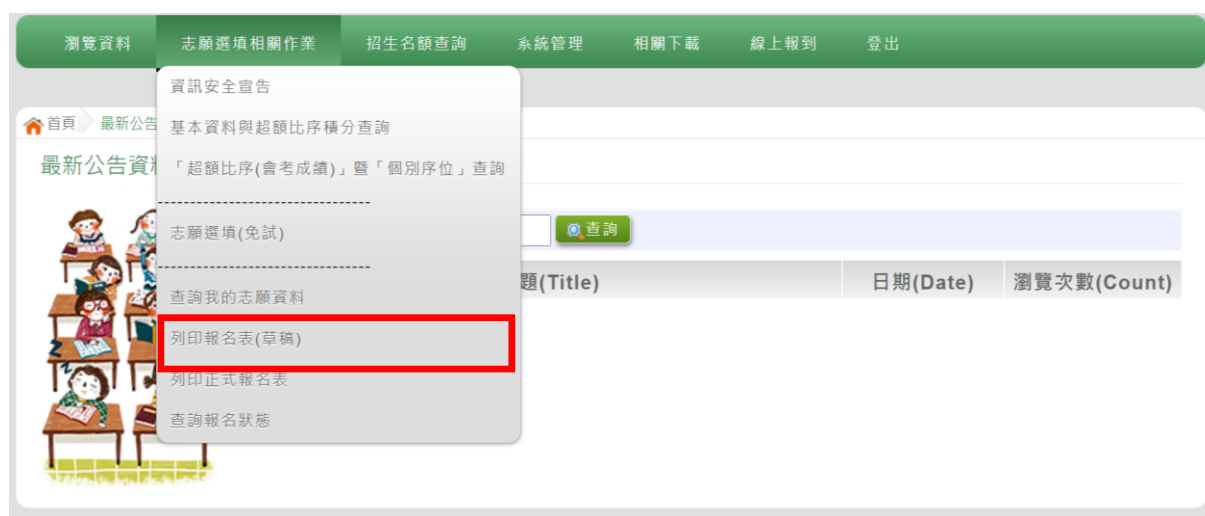 瀏覽資料 志願選填相關作業 招生名額查詢 系統管理 相關下載 線上報到 登出
資訊安全宣告
首頁 最新公告
基本資料與超額比序積分查詢
最新公告資
「超額比序(會考成績)」暨「個別序位」查詢
---------------------------------
志願選填(免試) 查詢
---------------------------------
題(Title) 日期(Date) 瀏覽次數(Count)
查詢我的志願資料
列印報名表(草稿)
列印正式報名表
查詢報名狀態